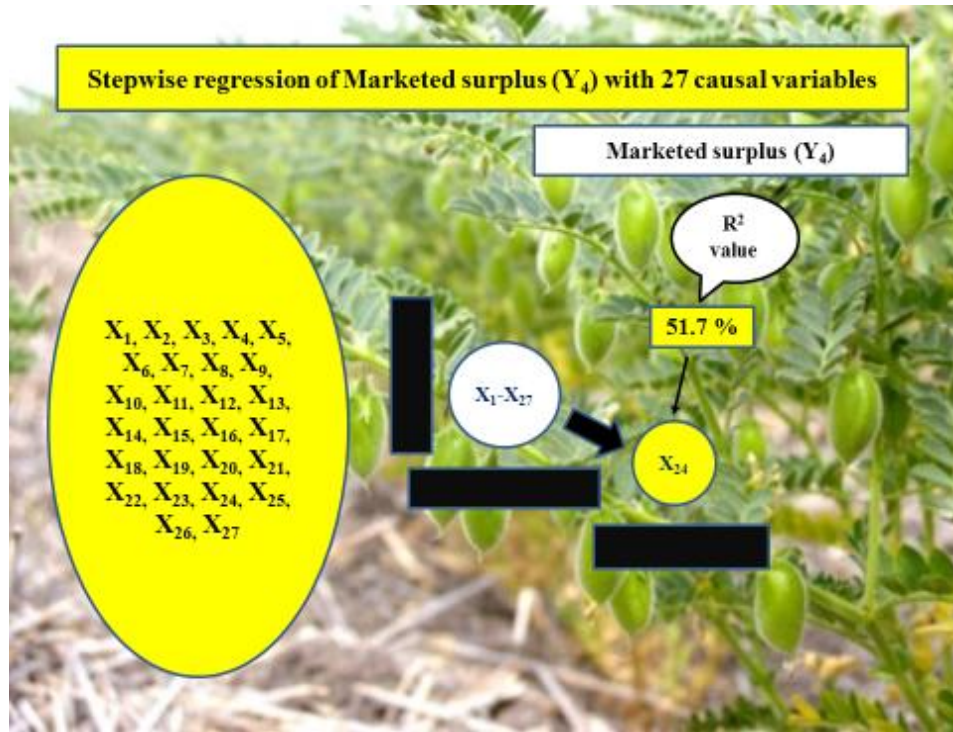 Stepwise regression of Marketed surplus (Y₄) with 27 causal variables
Marketed surplus (Y₄)
R²
value
51.7 %
X₁, X₂, X₃, X₄, X₅,
X₆, X₇, X₈, X₉,
X₁₀, X₁₁, X₁₂, X₁₃,
X₁₄, X₁₅, X₁₆, X₁₇,
X₁₈, X₁₉, X₂₀, X₂₁,
X₂₂, X₂₃, X₂₄, X₂₅,
X₂₆, X₂₇
X₁-X₂₇
X₂₄